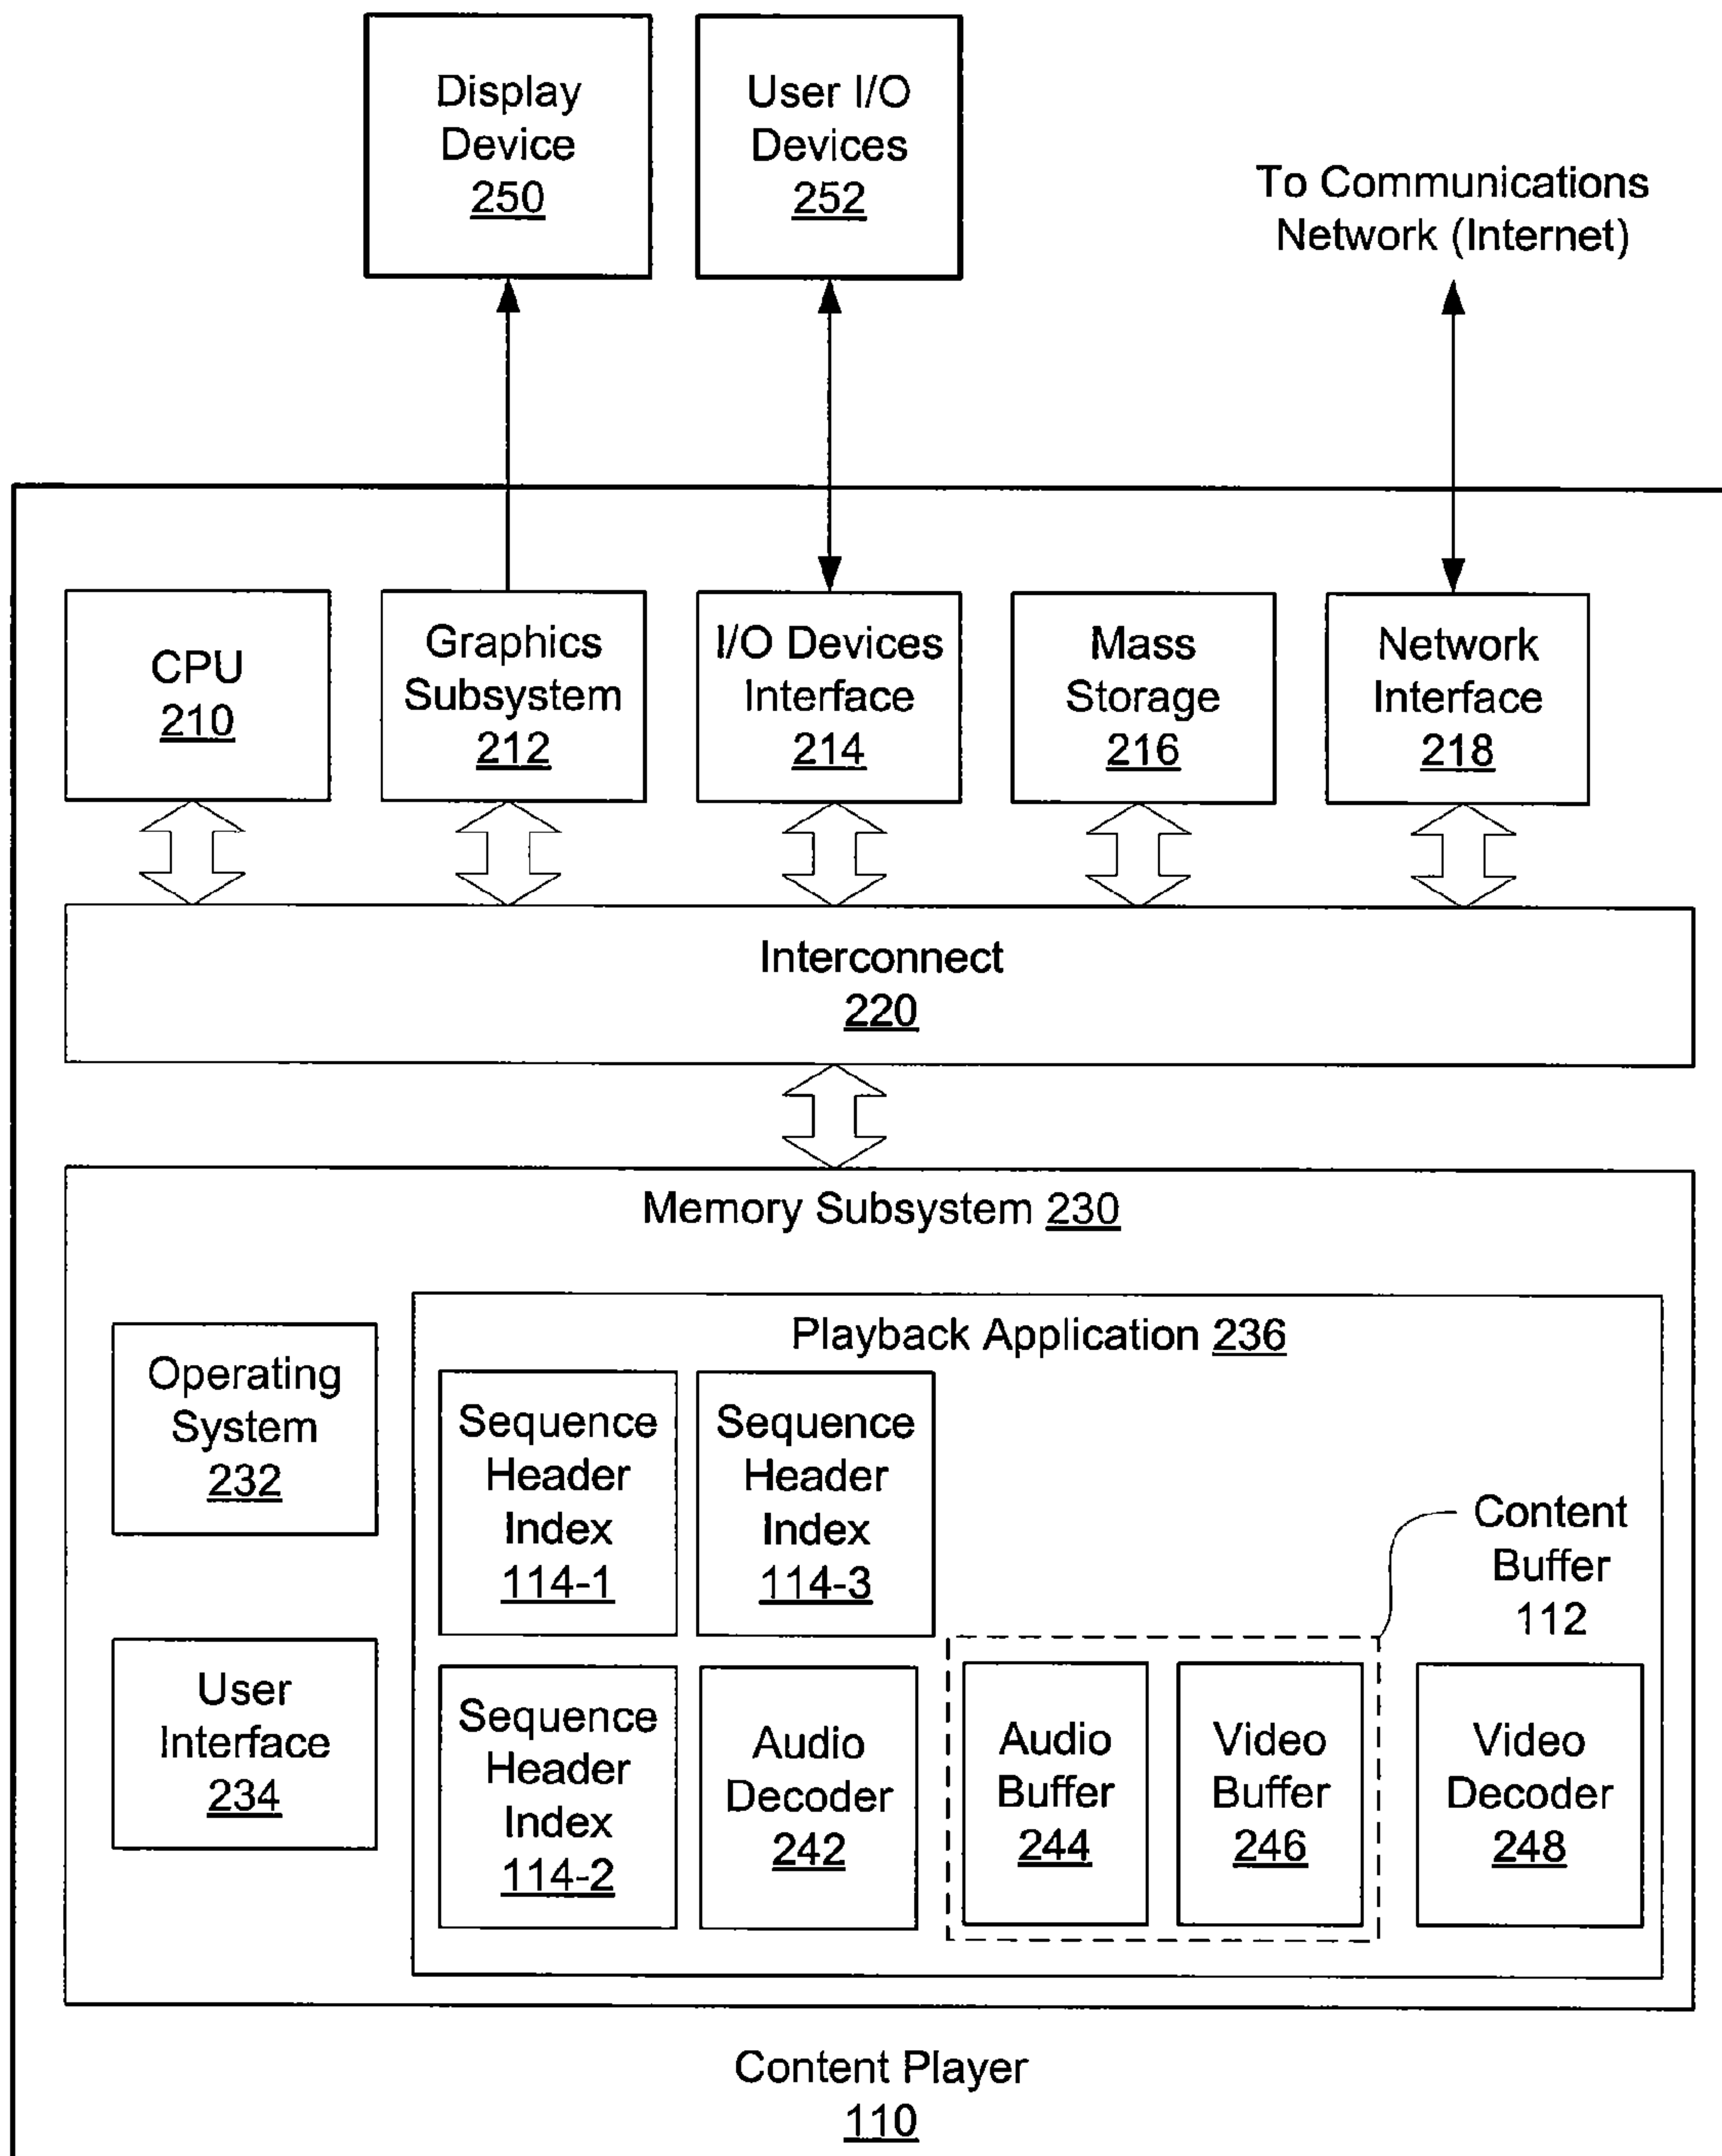 Display
Device
250
User I/O
Devices
252
To Communications
Network (Internet)
CPU
210
Graphics
Subsystem
212
I/O Devices
Interface
214
Mass
Storage
216
Network
Interface
218
Interconnect
220
Memory Subsystem 230
Operating
System
232
User
Interface
234
Playback Application 236
Sequence
Header
Index
114-1
Sequence
Header
Index
114-3
Content
Buffer
112
Sequence
Header
Index
114-2
Audio
Decoder
242
Audio
Buffer
244
Video
Buffer
246
Video
Decoder
248
Content Player
110